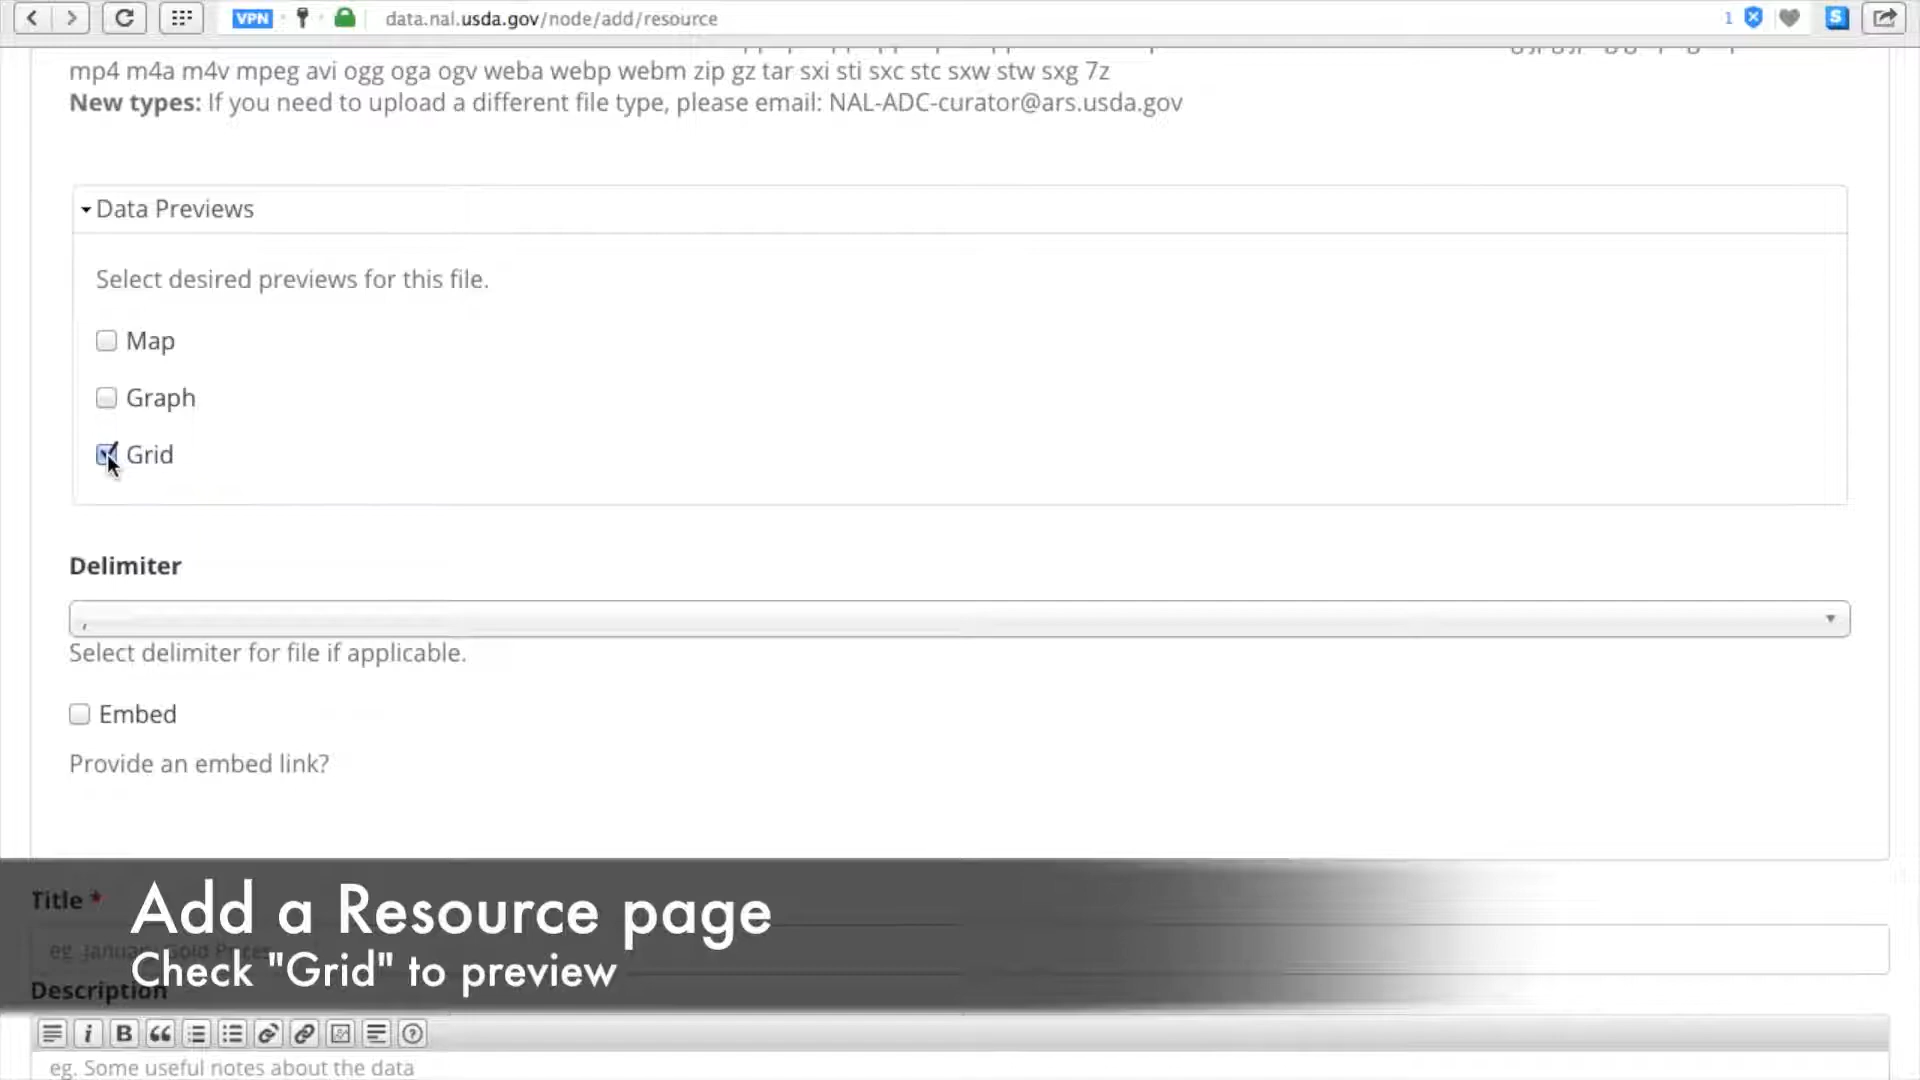 VPN
data.nal.usda.gov/node/add/resource
1
S
mp4 m4a m4v mpeg avi ogg oga ogv weba webp webm zip gz tar sxi sti sxc stc sxw stw sxg 7z
New types: If you need to upload a different file type, please email: NAL-ADC-curator@ars.usda.gov
Data Previews
Select desired previews for this file.
Map
Graph
Grid
Delimiter
,
Select delimiter for file if applicable.
Embed
Provide an embed link?
Title *
Add a Resource page
eg. January Gold Prices
Check "Grid" to preview
Description
eg. Some useful notes about the data